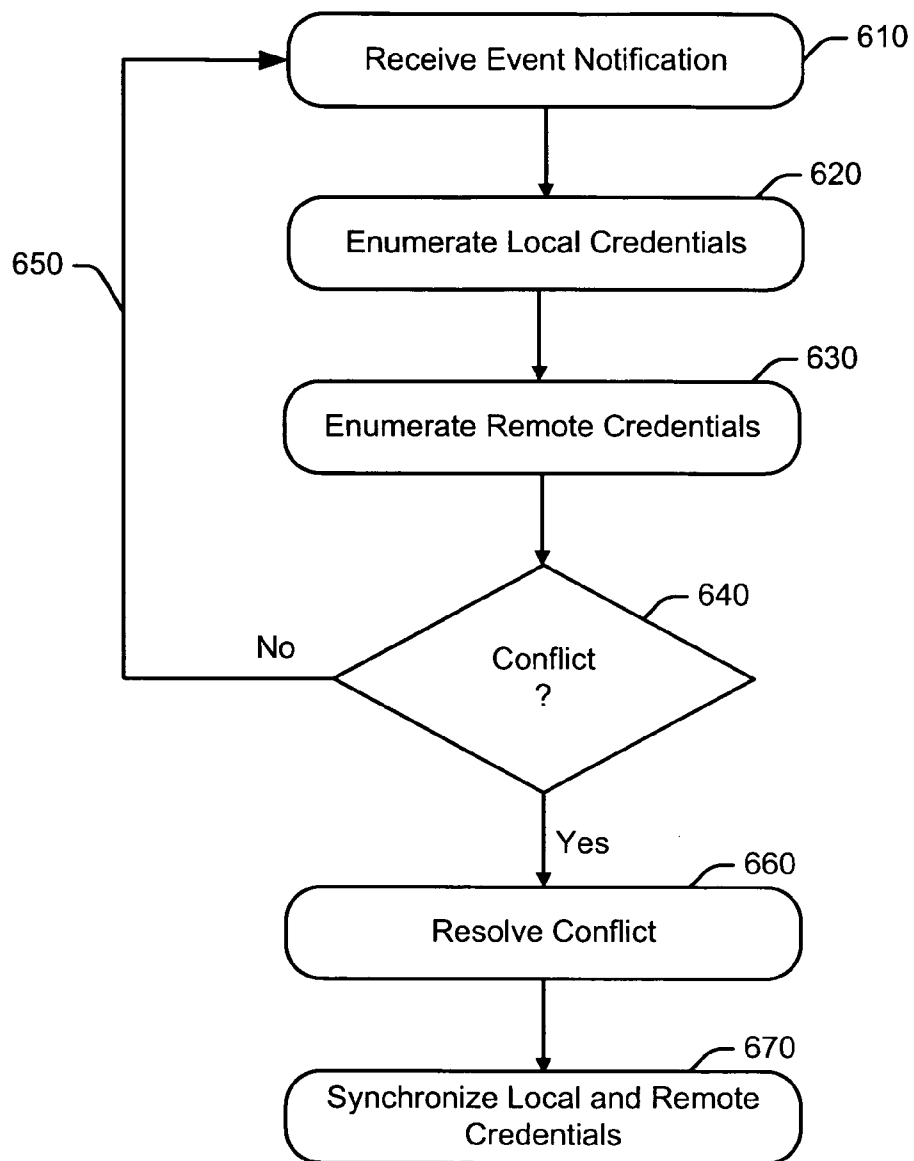 Receive Event Notification
610
620
Enumerate Local Credentials
650
630
Enumerate Remote Credentials
640
No
Conflict
?
Yes
660
Resolve Conflict
670
Synchronize Local and Remote
Credentials